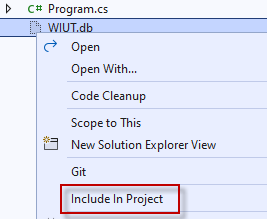 C# Program.cs
WIUT.db
Open
Open With...
Code Cleanup
Scope to This
New Solution Explorer View
Git
Include In Project